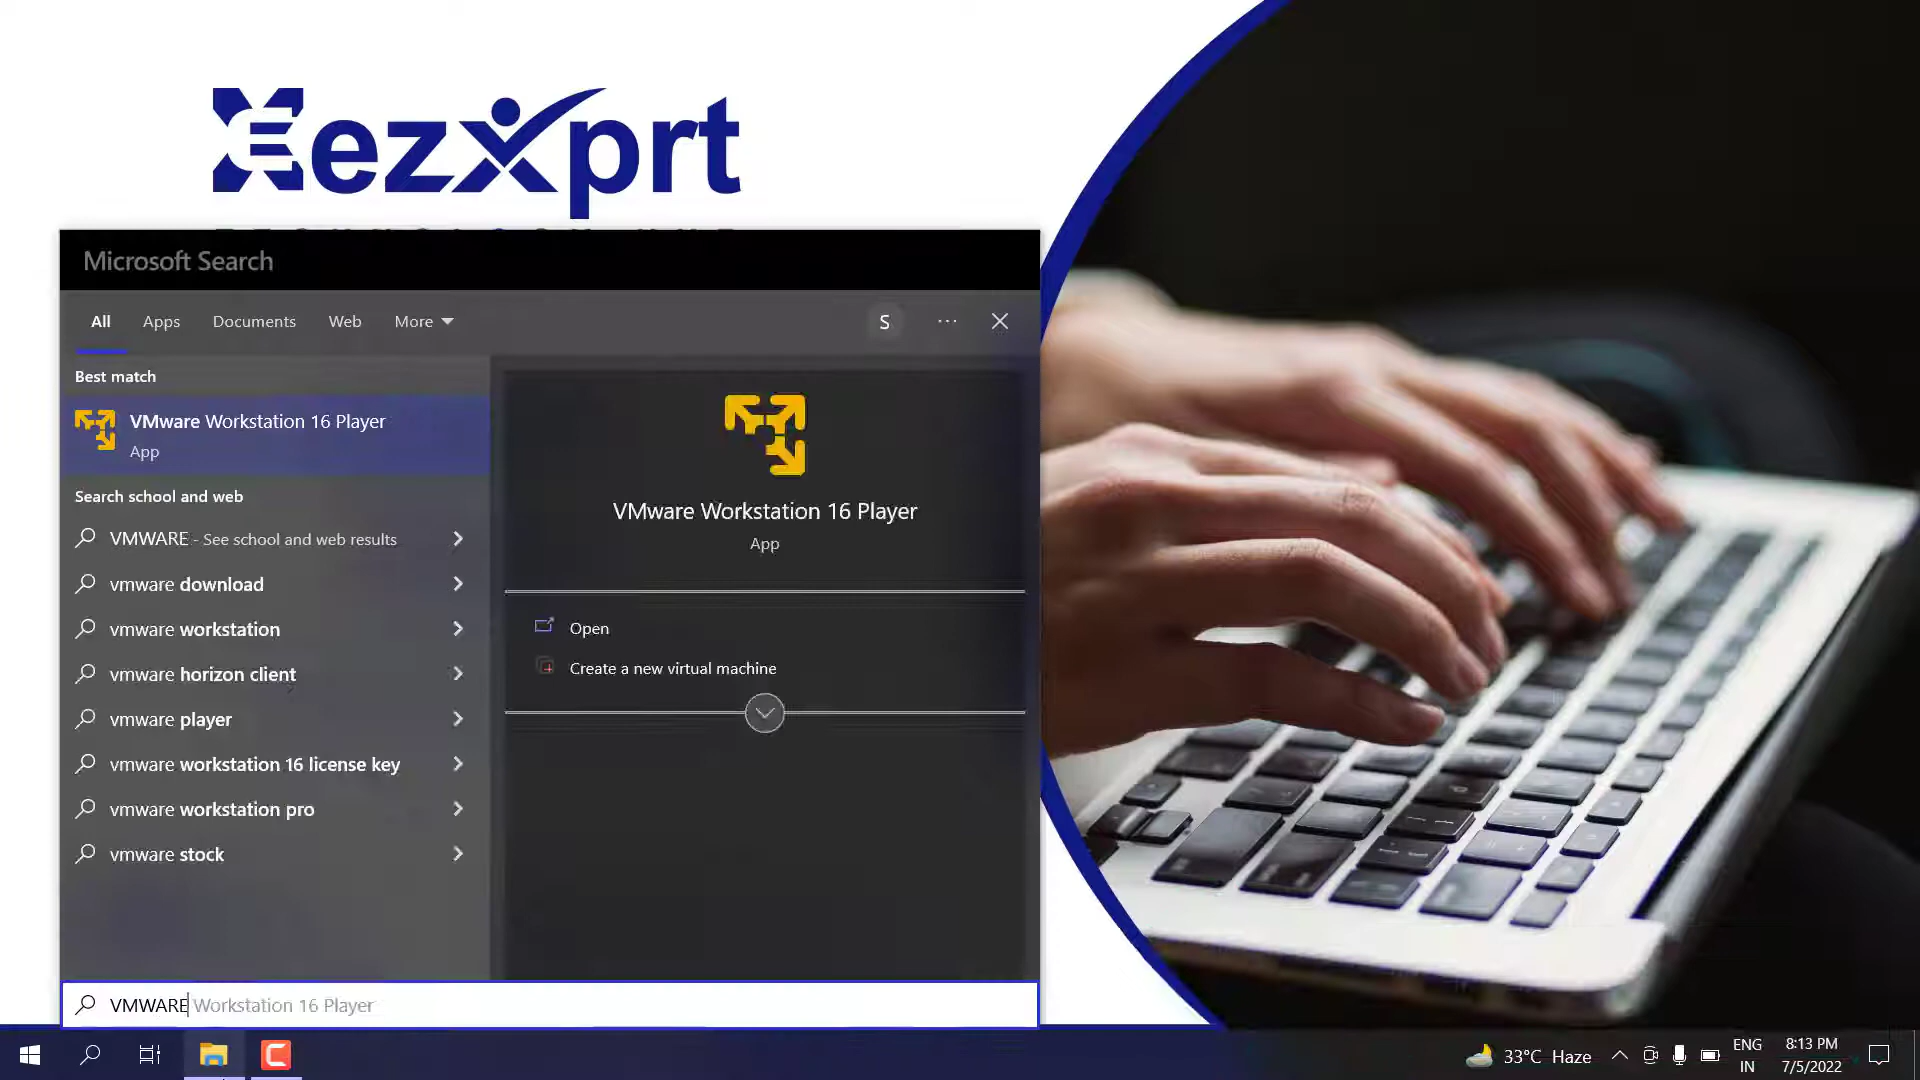 eezXprt
Microsoft Search
All Apps Documents Web More S
Best match
VMware Workstation 16 Player
App
Search school and web
VMWARE - See school and web results
vmware download
vmware workstation
vmware horizon client
vmware player
vmware workstation 16 license key
vmware workstation pro
vmware stock
VMware Workstation 16 Player
App
Open
Create a new virtual machine
VMWARE Workstation 16 Player
33°C Haze
ENG
IN
8:13 PM
7/5/2022